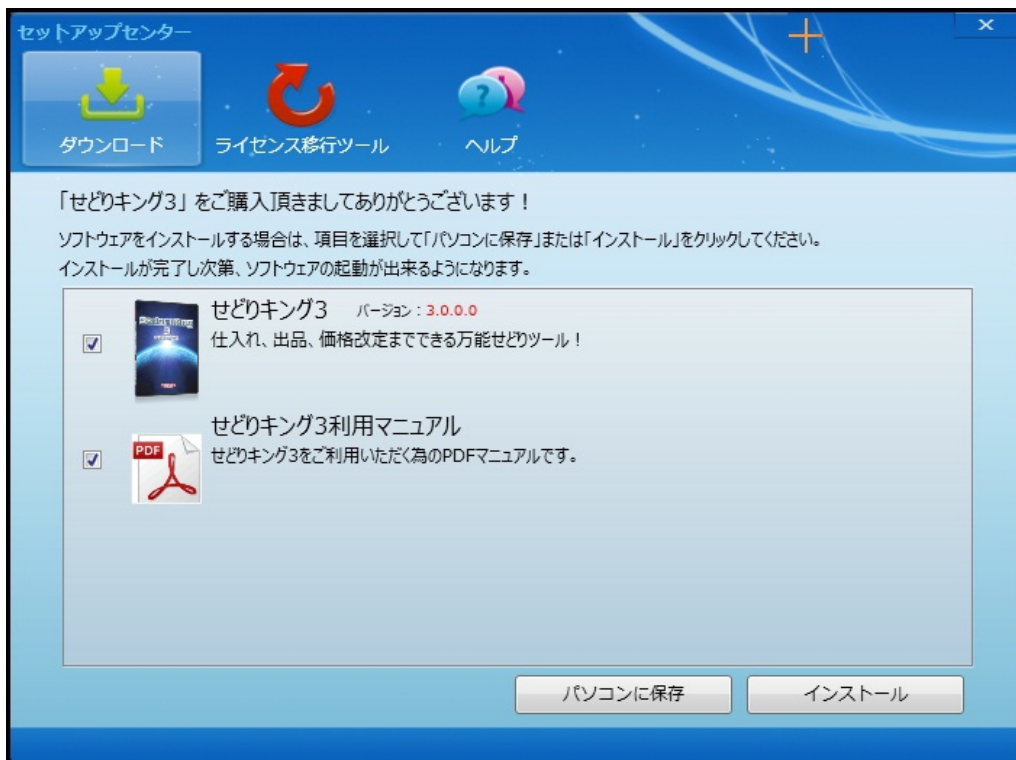 セットアップセンター
ダウンロード
ライセンス移行ツール
ヘルプ
「せどりキング3」をご購入頂きましてありがとうございます！
ソフトウェアをインストールする場合は、項目を選択して「パソコンに保存」または「インストール」をクリックしてください。
インストールが完了し次第、ソフトウェアの起動が出来るようになります。
せどりキング3 バージョン：3.0.0.0
仕入れ、出品、価格改定までできる万能せどりツール！
せどりキング3利用マニュアル
PDF
せどりキング3をご利用いただく為のPDFマニュアルです。
パソコンに保存
インストール